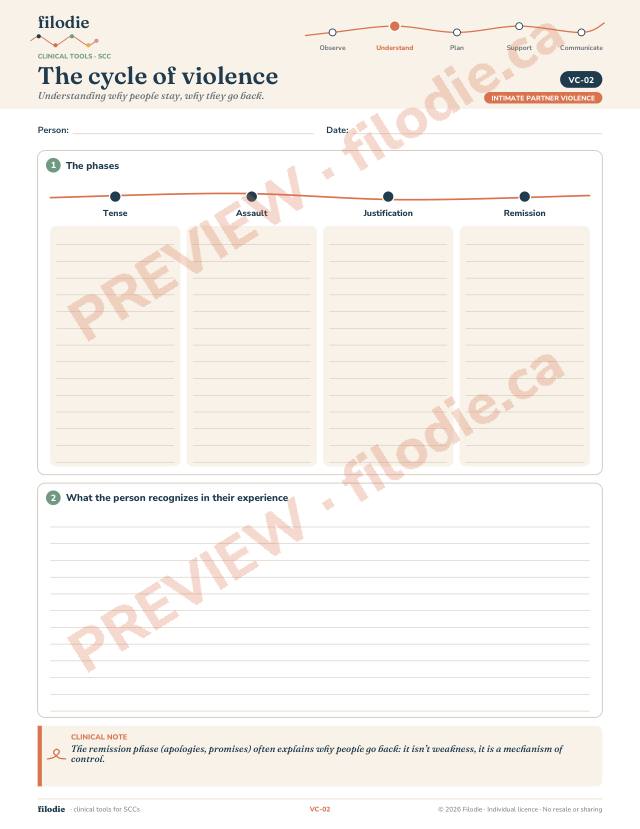 filodie
CLINICAL TOOLS · SCC
Observe Understand Plan Support Communicate
The cycle of violence
Understanding why people stay, why they go back.
VC-02
INTIMATE PARTNER VIOLENCE
Person: Date:
1 The phases
Tense Assault Justification Remission
PREVIEW · filodie.ca
2 What the person recognizes in their experience
PREVIEW · filodie.ca
CLINICAL NOTE
The remission phase (apologies, promises) often explains why people go back: it isn't weakness, it is a mechanism of
control.
filodie · clinical tools for SCCs VC-02 © 2026 Filodie · Individual licence · No resale or sharing